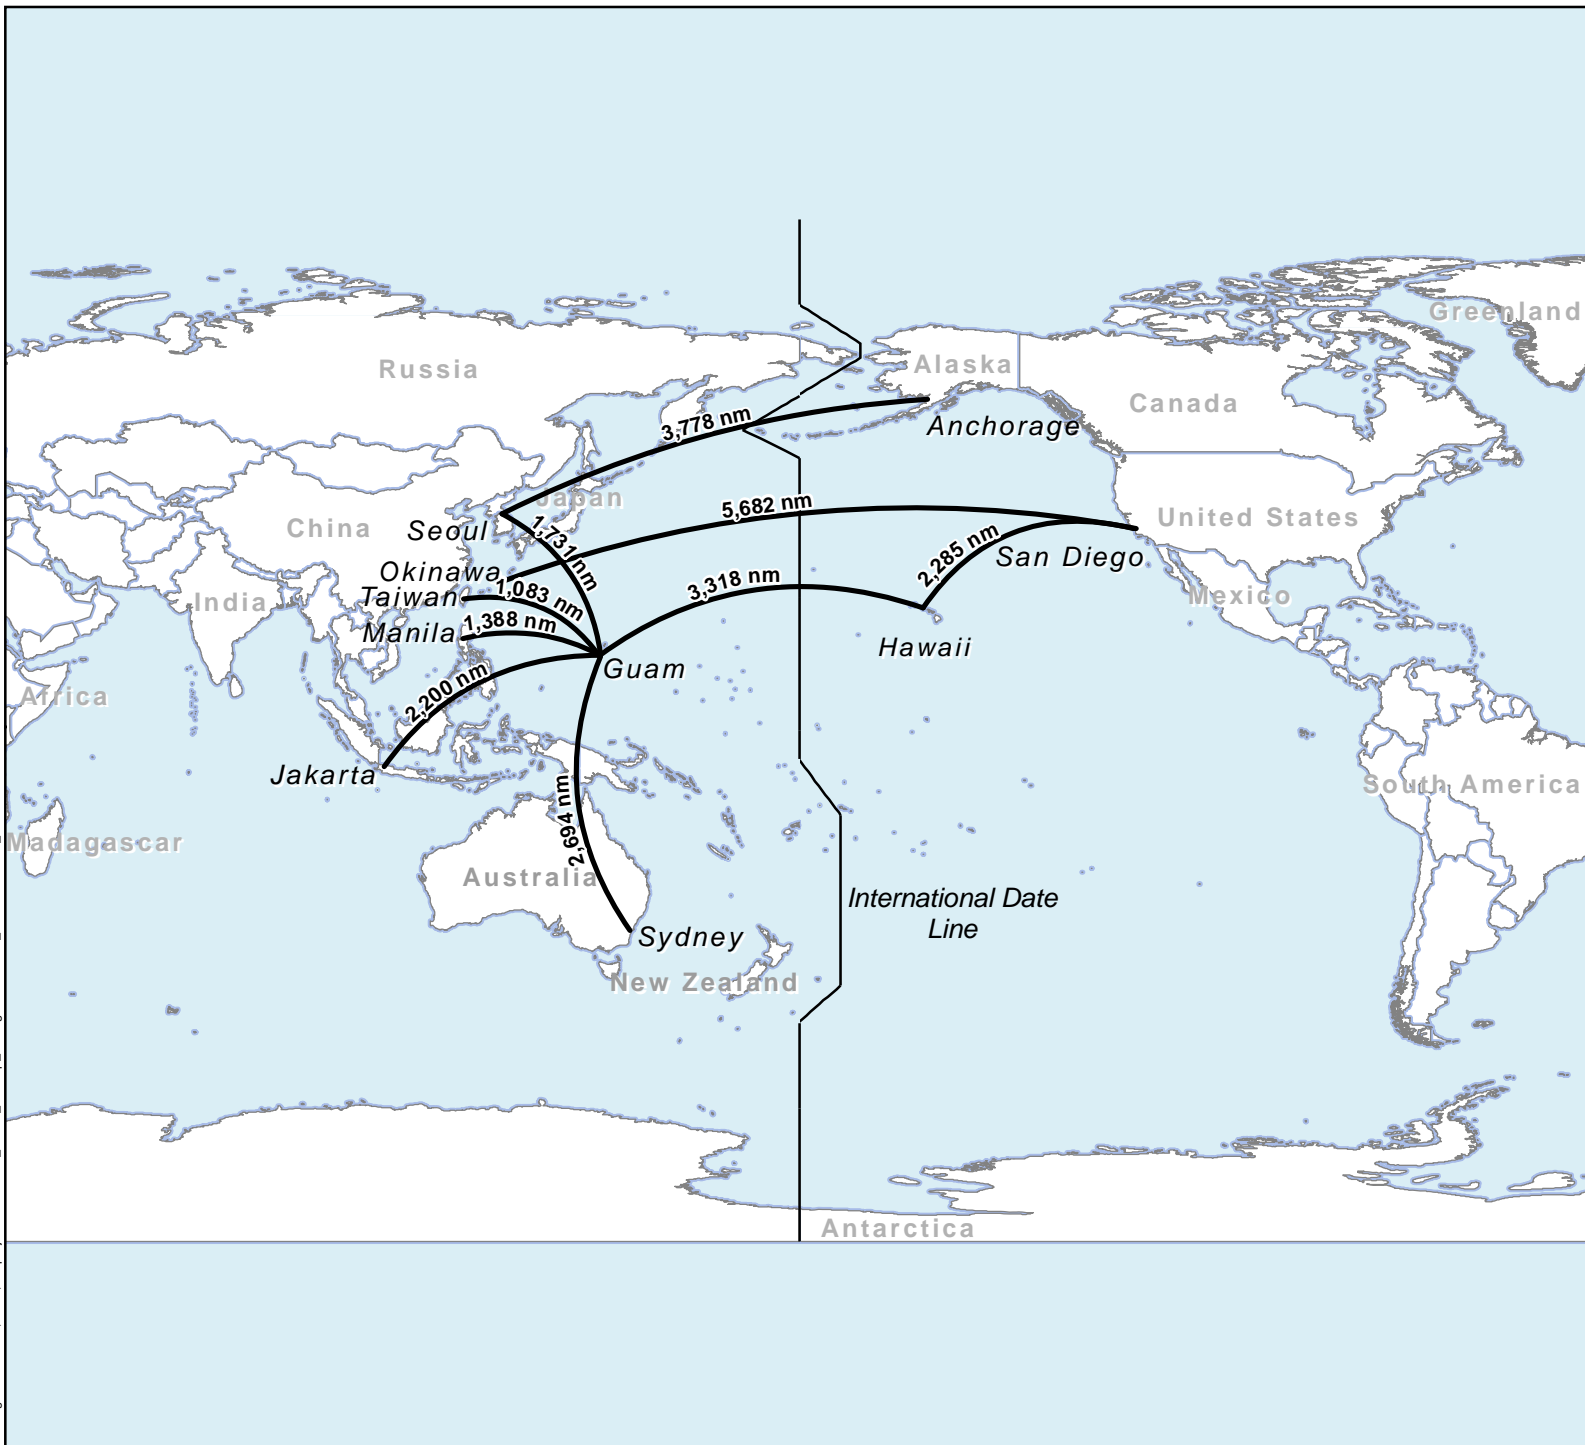 Greenland
Russia
Alaska
Canada
3,778 nm
Anchorage
Japan
5,682 nm
China
Seoul
1,731 nm
United States
2,285 nm
San Diego
Okinawa
3,318 nm
India
Taiwan
1,083 nm
Mexico
Manila
1,388 nm
Hawaii
Guam
Africa
2,200 nm
Jakarta
South America
2,694 nm
Madagascar
Australia
International Date
Line
Sydney
New Zealand
Antarctica